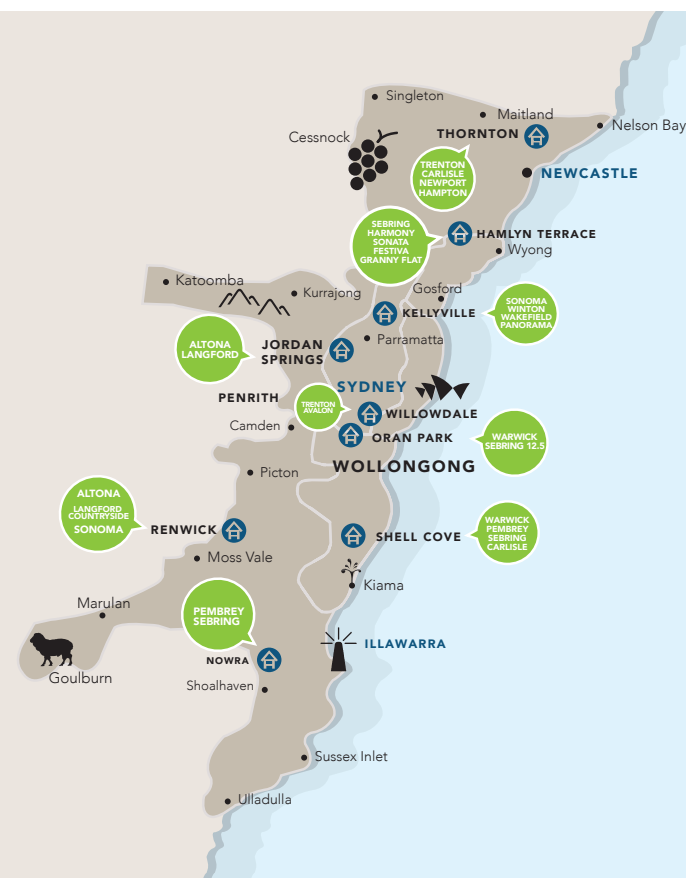 Singleton
Maitland
Nelson Bay
Cessnock
THORNTON
TRENTON
CARLISLE
NEWPORT
HAMPTON
NEWCASTLE
SEBRING
HARMONY
SONATA
FESTIVA
GRANNY FLAT
HAMLYN TERRACE
Wyong
Katoomba
Kurrajong
Gosford
KELLYVILLE
SONOMA
WINTON
WAKEFIELD
PANORAMA
ALTONA
LANGFORD
JORDAN
SPRINGS
Parramatta
SYDNEY
PENRITH
TRENTON
AVALON
WILLOWDALE
Camden
ORAN PARK
WARWICK
SEBRING 12.5
WOLLONGONG
Picton
ALTONA
LANGFORD
COUNTRYSIDE
SONOMA
RENWICK
SHELL COVE
WARWICK
PEMBREY
SEBRING
CARLISLE
Moss Vale
Kiama
Marulan
PEMBREY
SEBRING
ILLAWARRA
NOWRA
Goulburn
Shoalhaven
Sussex Inlet
Ulladulla